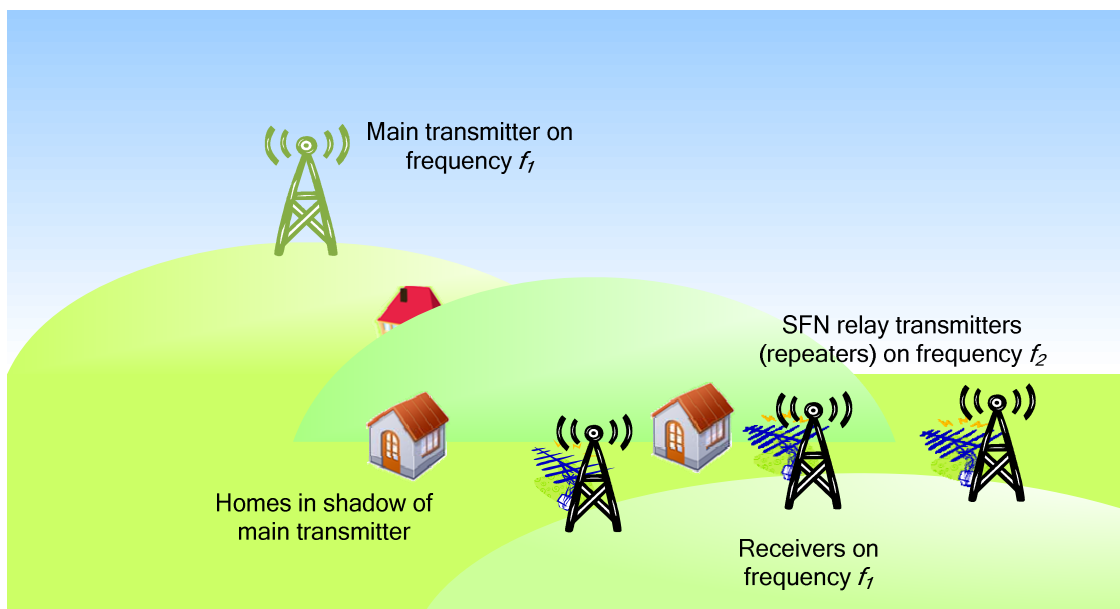 Main transmitter on
frequency f1
SFN relay transmitters
(repeaters) on frequency f2
Homes in shadow of
main transmitter
Receivers on
frequency f1